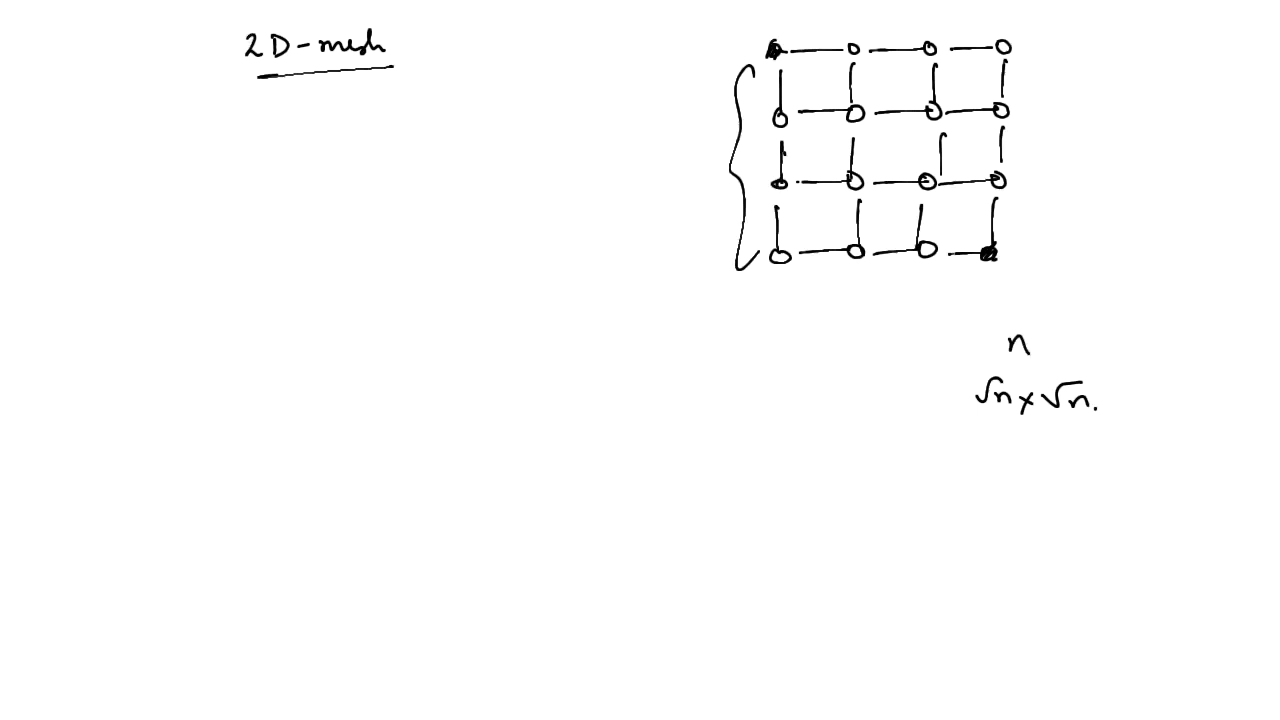 2D-mesh
n
√n × √n.